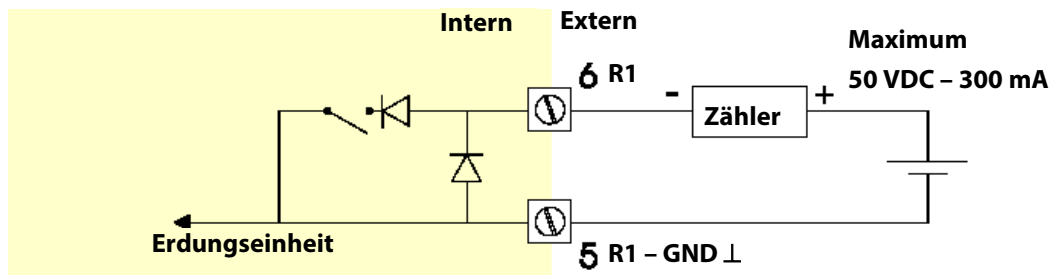 Intern
Extern
Maximum
50 VDC – 300 mA
6 R1
- Zähler +
Erdungseinheit
5 R1 – GND ⊥